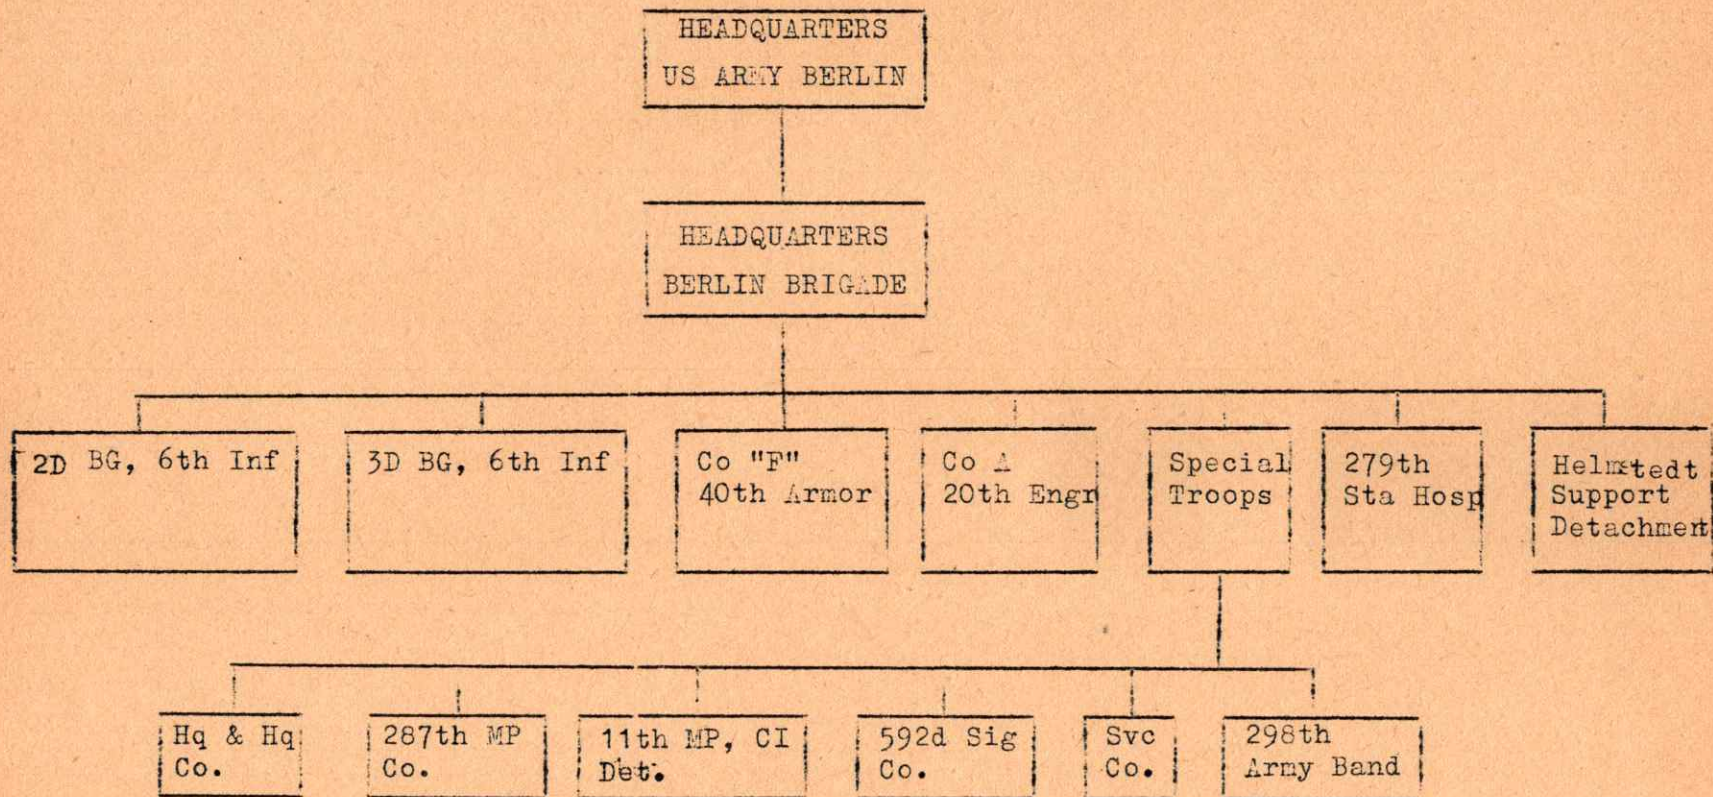 HEADQUARTERS
US ARMY BERLIN
HEADQUARTERS
BERLIN BRIGADE
2D BG, 6th Inf
3D BG, 6th Inf
Co "F"
40th Armor
Co A
20th Engr
Special
Troops
279th
Sta Hosp
Helmstedt
Support
Detachment
Hq & Hq
Co.
287th MP
Co.
11th MP, CI
Det.
592d Sig
Co.
Svc
Co.
298th
Army Band